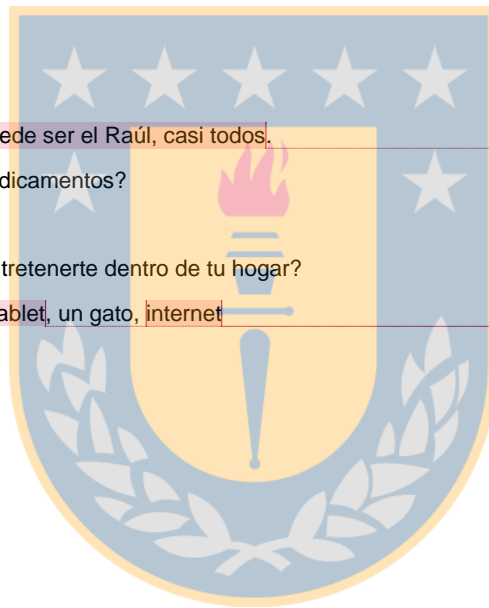 ede ser el Raúl, casi todos.
dicamentos?
tretenerte dentro de tu hogar?
ablet, un gato, internet